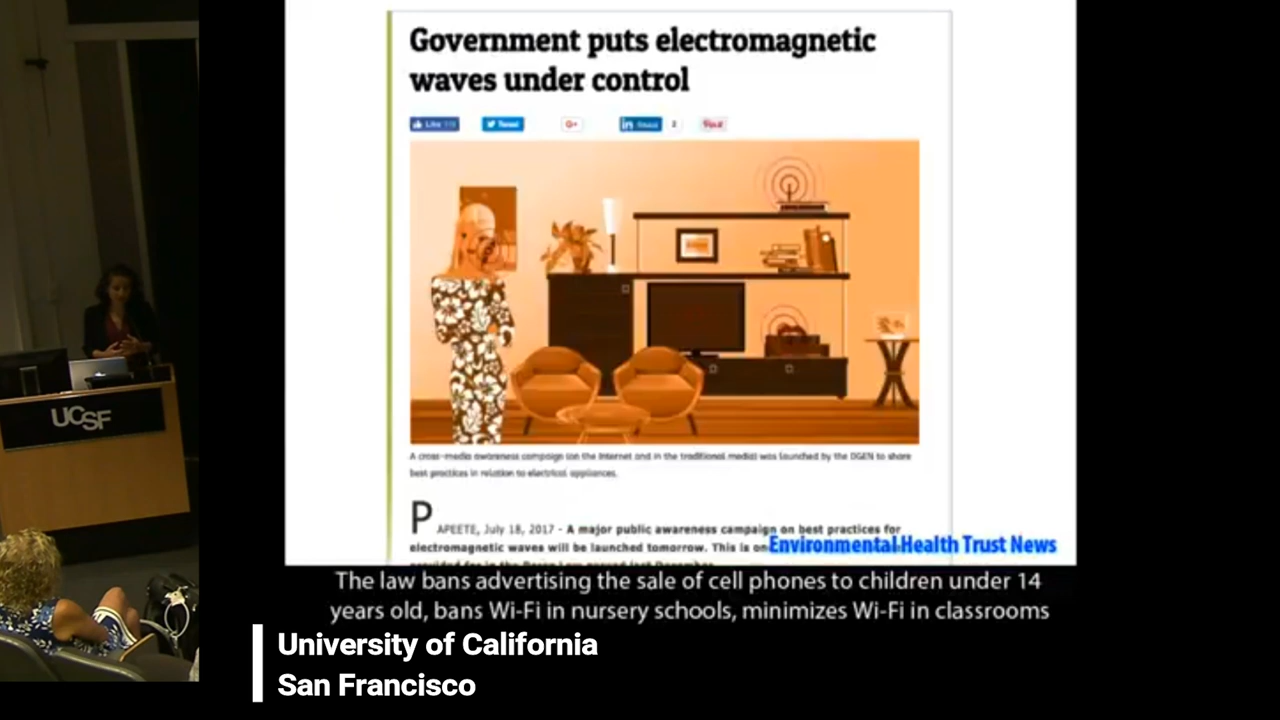 Government puts electromagnetic
waves under control
Like
Tweet
G+
in Share 2
Pin it
A cross-media awareness campaign (on the Internet and in the traditional media) was launched by the DGEN to share
best practices in relation to electrical appliances.
PAPEETE, July 18, 2017 - A major public awareness campaign on best practices for
electromagnetic waves will be launched tomorrow. This is
Environmental Health Trust News
UCSF
The law bans advertising the sale of cell phones to children under 14
years old, bans Wi-Fi in nursery schools, minimizes Wi-Fi in classrooms
University of California
San Francisco